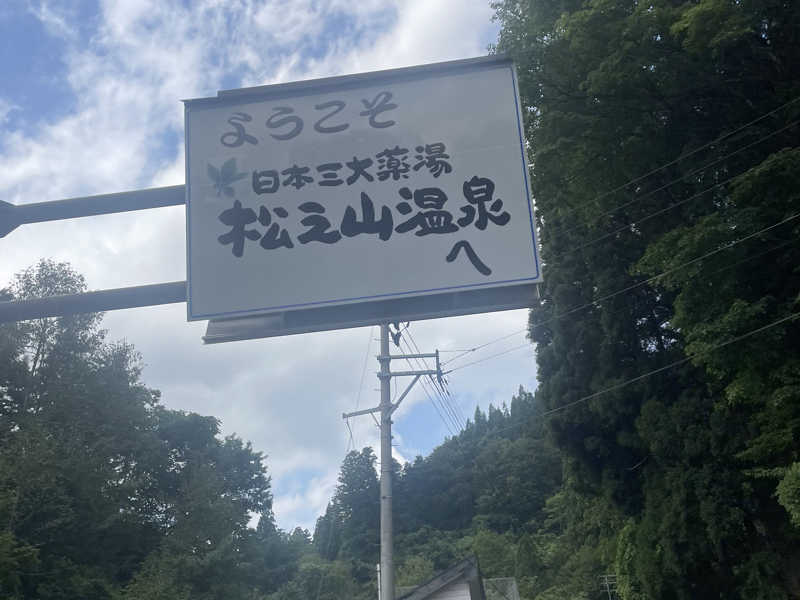 ようこそ
日本三大薬湯
松之山温泉
へ